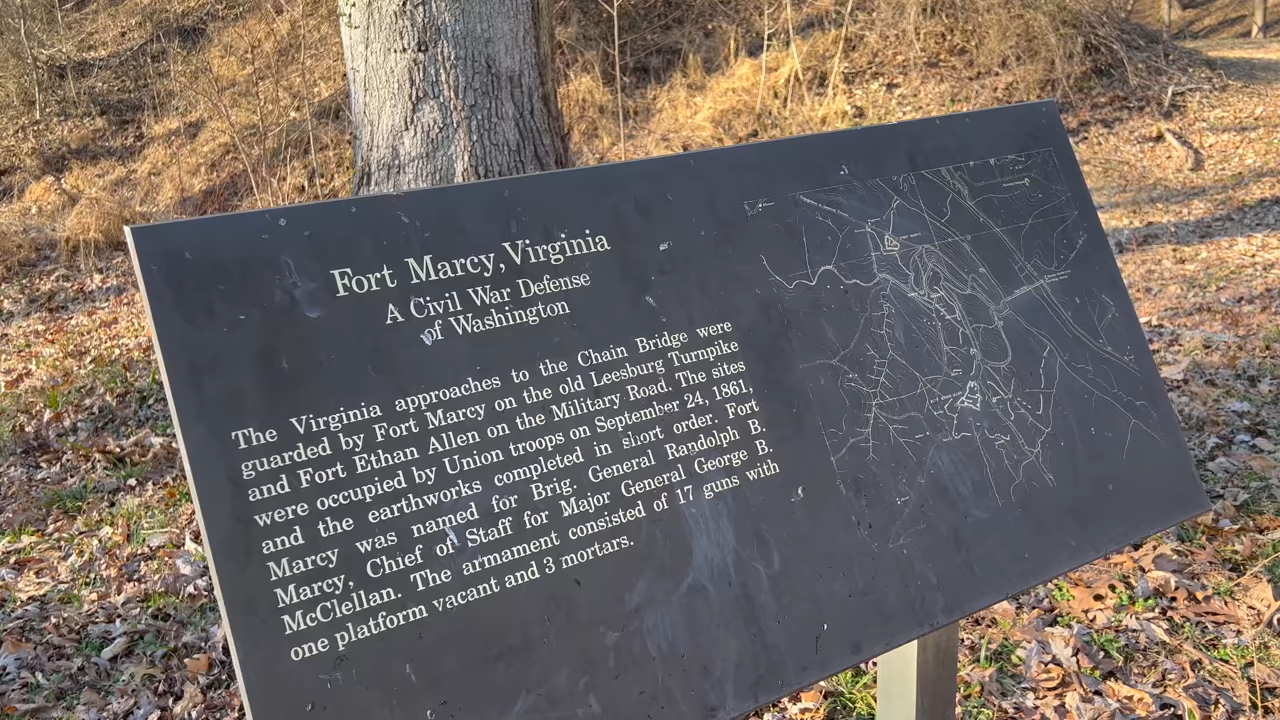 Fort Marcy, Virginia
A Civil War Defense
of Washington
The Virginia approaches to the Chain Bridge were
guarded by Fort Marcy on the old Leesburg Turnpike
and Fort Ethan Allen on the Military Road. The sites
were occupied by Union troops on September 24, 1861,
and the earthworks completed in short order. Fort
Marcy was named for Brig. General Randolph B.
Marcy, Chief of Staff for Major General George B.
McClellan. The armament consisted of 17 guns with
one platform vacant and 3 mortars.